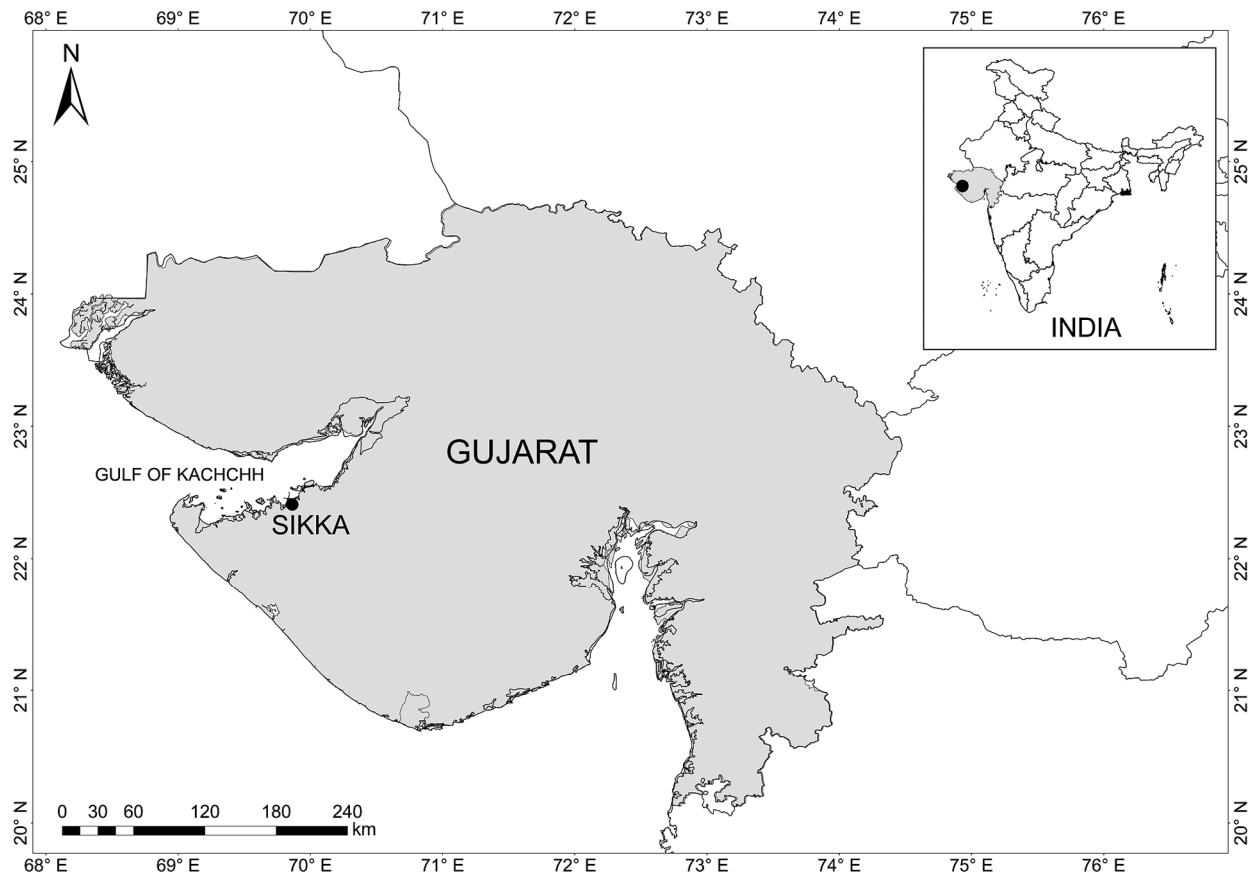 68° E 69° E 70° E 71° E 72° E 73° E 74° E 75° E 76° E
N
25° N
25° N
INDIA
24° N
24° N
23° N
23° N
GUJARAT
GULF OF KACHCHH
SIKKA
22° N
22° N
21° N
21° N
0 30 60 120 180 240
km
20° N
20° N
68° E 69° E 70° E 71° E 72° E 73° E 74° E 75° E 76° E